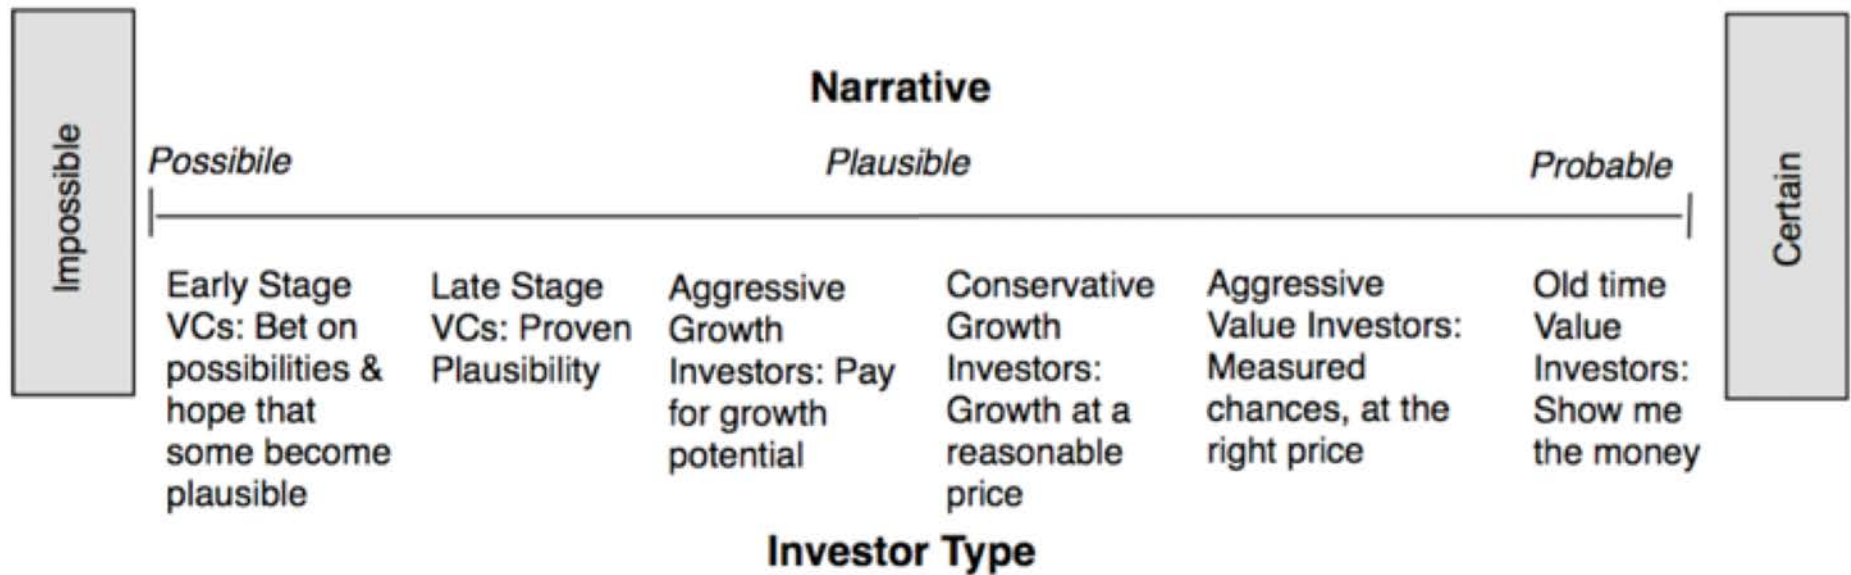 Impossible
Narrative
Possibile
Plausible
Probable
Certain
Early Stage
VCs: Bet on
possibilities &
hope that
some become
plausible
Late Stage
VCs: Proven
Plausibility
Aggressive
Growth
Investors: Pay
for growth
potential
Conservative
Growth
Investors:
Growth at a
reasonable
price
Aggressive
Value Investors:
Measured
chances, at the
right price
Old time
Value
Investors:
Show me
the money
Investor Type